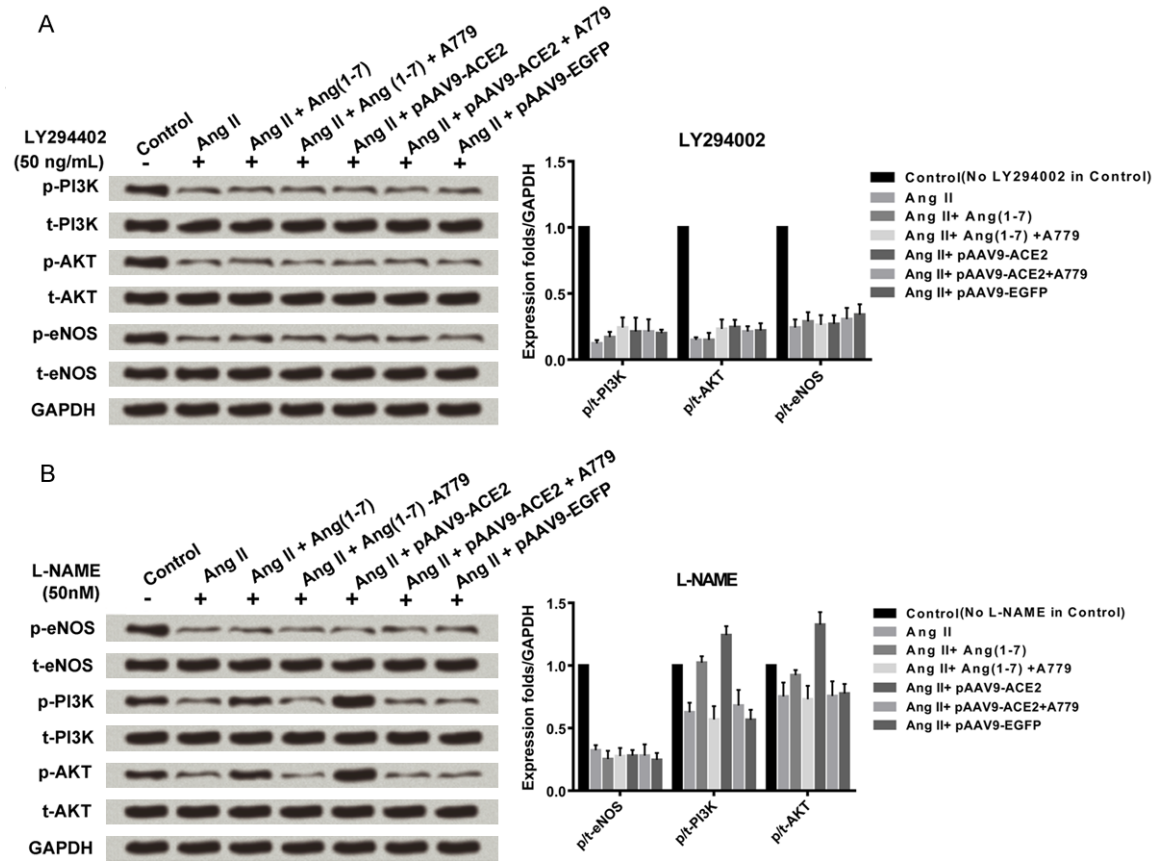 A
LY294402
(50 ng/mL)
Control
Ang II
Ang II + Ang(1-7)
Ang II + Ang (1-7) + A779
Ang II + pAAV9-ACE2
Ang II + pAAV9-ACE2 + A779
Ang II + pAAV9-EGFP
- + + + + + +
p-PI3K
t-PI3K
p-AKT
t-AKT
p-eNOS
t-eNOS
GAPDH
LY294002
Expression folds/GAPDH
1.5
1.0
0.5
0.0
p/t-PI3K
p/t-AKT
p/t-eNOS
Control(No LY294002 in Control)
Ang II
Ang II+ Ang(1-7)
Ang II+ Ang(1-7) +A779
Ang II+ pAAV9-ACE2
Ang II+ pAAV9-ACE2+A779
Ang II+ pAAV9-EGFP
B
L-NAME
(50nM)
Control
Ang II
Ang II + Ang(1-7)
Ang II + Ang(1-7) -A779
Ang II + pAAV9-ACE2
Ang II + pAAV9-ACE2 + A779
Ang II + pAAV9-EGFP
- + + + + + +
p-eNOS
t-eNOS
p-PI3K
t-PI3K
p-AKT
t-AKT
GAPDH
L-NAME
Expression folds/GAPDH
1.5
1.0
0.5
0.0
p/t-eNOS
p/t-PI3K
p/t-AKT
Control(No L-NAME in Control)
Ang II
Ang II+ Ang(1-7)
Ang II+ Ang(1-7) +A779
Ang II+ pAAV9-ACE2
Ang II+ pAAV9-ACE2+A779
Ang II+ pAAV9-EGFP